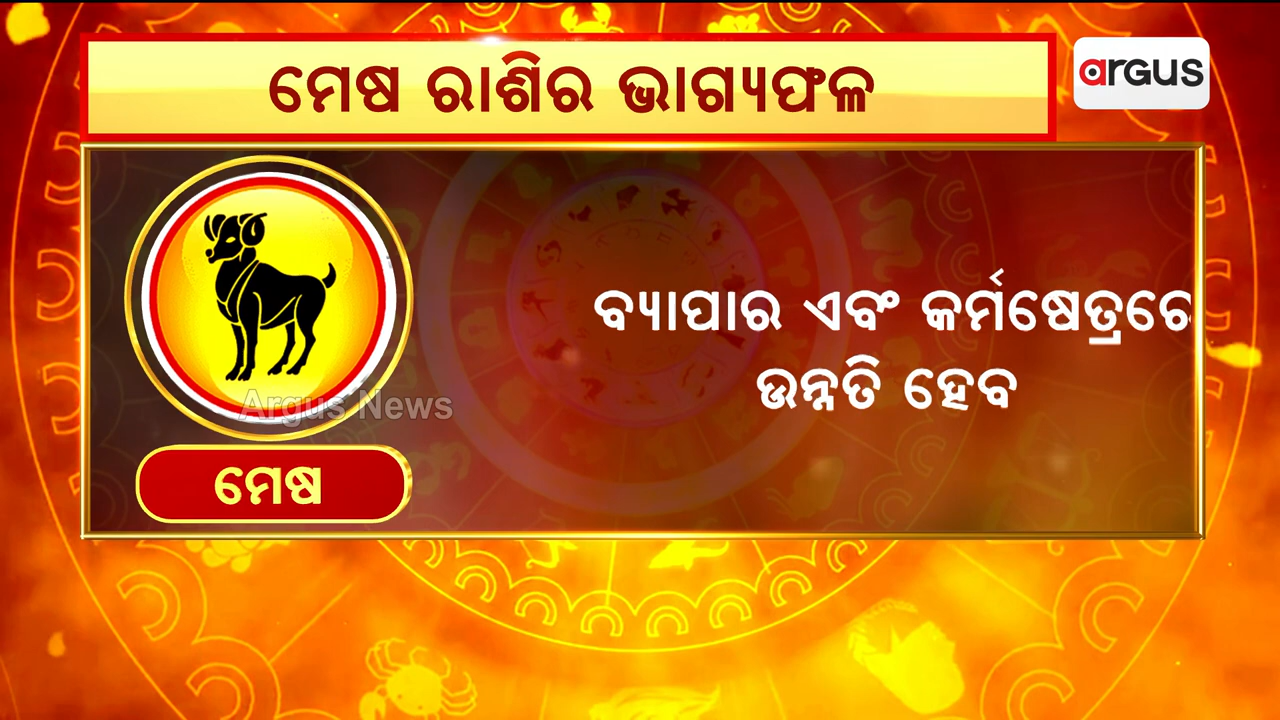 ମେଷ ରାଶିର ଭାଗ୍ୟଫଳ
argus
ବ୍ୟାପାର ଏବଂ କର୍ମକ୍ଷେତ୍ରରେ
ଉନ୍ନତି ହେବ
Argus News
ମେଷ